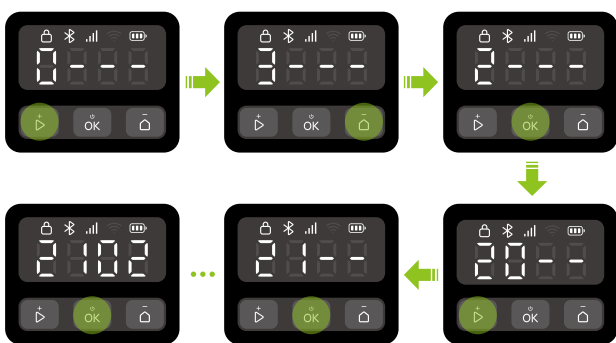 0---
+ OK −
3---
+ OK −
2---
+ OK −
20--
+ OK −
21--
+ OK −
2102
+ OK −